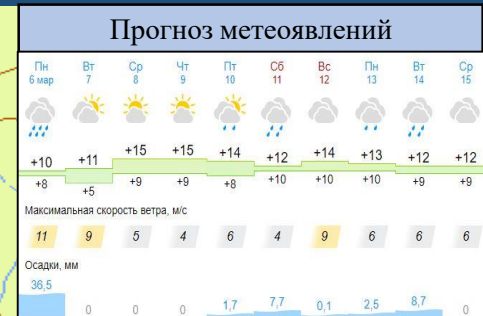 Прогноз метеоявлений
Пн Вт Ср Чт Пт Сб Вс Пн Вт Ср
6 мар 7 8 9 10 11 12 13 14 15
+10 +11 +15 +15 +14 +12 +14 +13 +12 +12
+8 +5 +9 +9 +8 +10 +10 +10 +9 +9
Максимальная скорость ветра, м/с
11 9 5 4 6 4 9 6 6 6
Осадки, мм
36,5 0 0 0 1,7 7,7 0,1 2,5 8,7 0